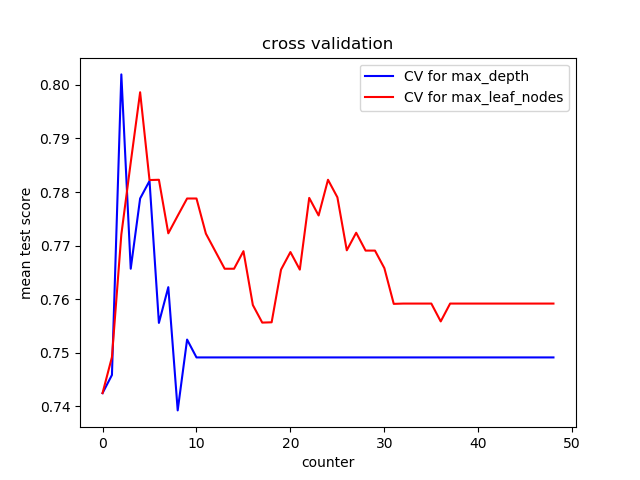 cross validation
CV for max_depth
CV for max_leaf_nodes
mean test score
0.80
0.79
0.78
0.77
0.76
0.75
0.74
0 10 20 30 40 50
counter